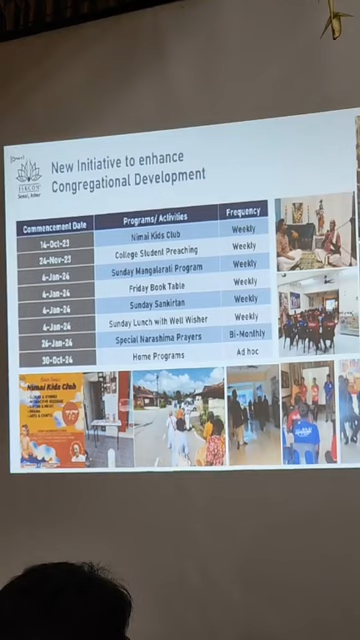 ISKCON
New Initiative to enhance
Congregational Development
Commencement Date Programs/Activities Frequency
14-Oct-23 Nimai Kids Club Weekly
24-Nov-23 College Student Preaching Weekly
6-Jan-24 Sunday Mangalarati Program Weekly
6-Jan-24 Friday Book Table Weekly
6-Jan-24 Sunday Sankirtan Weekly
6-Jan-24 Sunday Lunch with Well Wisher Weekly
26-Jan-24 Special Narashima Prayers Bi-Monthly
30-Oct-24 Home Programs Ad hoc
Nimai Kids Club